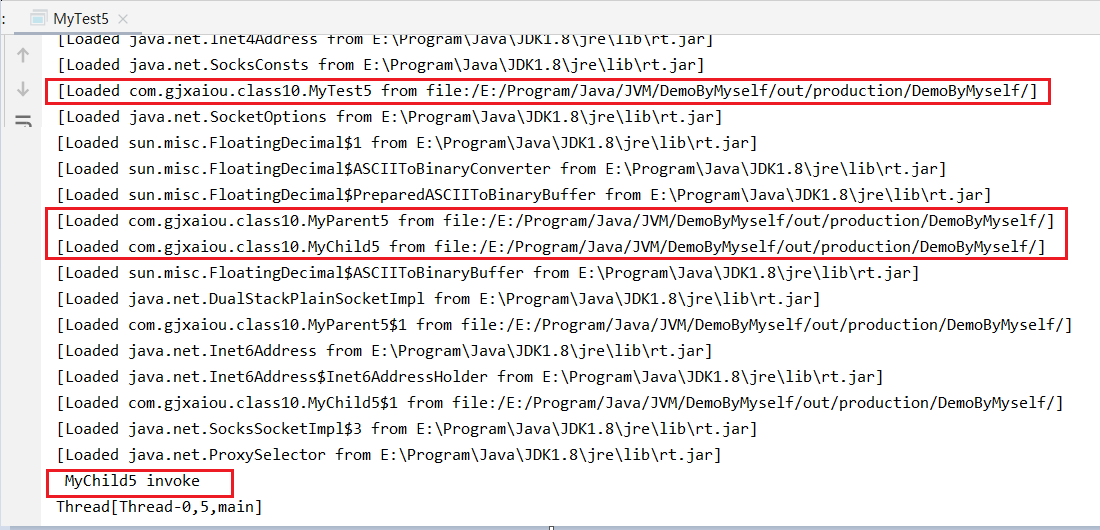 : MyTest5 ×
[Loaded java.net.Inet4Address from E:\Program\Java\JDK1.8\jre\lib\rt.jar]
[Loaded java.net.SocksConsts from E:\Program\Java\JDK1.8\jre\lib\rt.jar]
[Loaded com.gjxaiou.class10.MyTest5 from file:/E:/Program/Java/JVM/DemoByMyself/out/production/DemoByMyself/]
[Loaded java.net.SocketOptions from E:\Program\Java\JDK1.8\jre\lib\rt.jar]
[Loaded sun.misc.FloatingDecimal$1 from E:\Program\Java\JDK1.8\jre\lib\rt.jar]
[Loaded sun.misc.FloatingDecimal$ASCIIToBinaryConverter from E:\Program\Java\JDK1.8\jre\lib\rt.jar]
[Loaded sun.misc.FloatingDecimal$PreparedASCIIToBinaryBuffer from E:\Program\Java\JDK1.8\jre\lib\rt.jar]
[Loaded com.gjxaiou.class10.MyParent5 from file:/E:/Program/Java/JVM/DemoByMyself/out/production/DemoByMyself/]
[Loaded com.gjxaiou.class10.MyChild5 from file:/E:/Program/Java/JVM/DemoByMyself/out/production/DemoByMyself/]
[Loaded sun.misc.FloatingDecimal$ASCIIToBinaryBuffer from E:\Program\Java\JDK1.8\jre\lib\rt.jar]
[Loaded java.net.DualStackPlainSocketImpl from E:\Program\Java\JDK1.8\jre\lib\rt.jar]
[Loaded com.gjxaiou.class10.MyParent5$1 from file:/E:/Program/Java/JVM/DemoByMyself/out/production/DemoByMyself/]
[Loaded java.net.Inet6Address from E:\Program\Java\JDK1.8\jre\lib\rt.jar]
[Loaded java.net.Inet6Address$Inet6AddressHolder from E:\Program\Java\JDK1.8\jre\lib\rt.jar]
[Loaded com.gjxaiou.class10.MyChild5$1 from file:/E:/Program/Java/JVM/DemoByMyself/out/production/DemoByMyself/]
[Loaded java.net.SocksSocketImpl$3 from E:\Program\Java\JDK1.8\jre\lib\rt.jar]
[Loaded java.net.ProxySelector from E:\Program\Java\JDK1.8\jre\lib\rt.jar]
MyChild5 invoke
Thread[Thread-0,5,main]